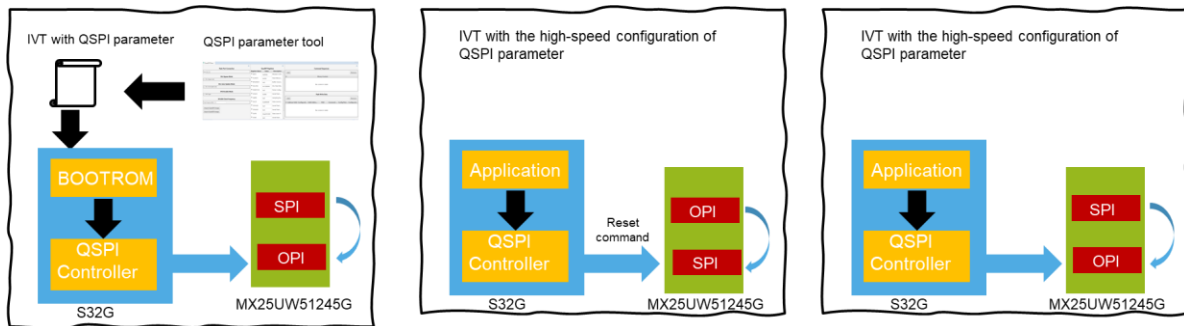 IVT with QSPI parameter
QSPI parameter tool
BOOTROM
QSPI
Controller
SPI
OPI
S32G
MX25UW51245G
IVT with the high-speed configuration of
QSPI parameter
Application
QSPI
Controller
Reset
command
OPI
SPI
S32G
MX25UW51245G
IVT with the high-speed configuration of
QSPI parameter
Application
QSPI
Controller
SPI
OPI
S32G
MX25UW51245G